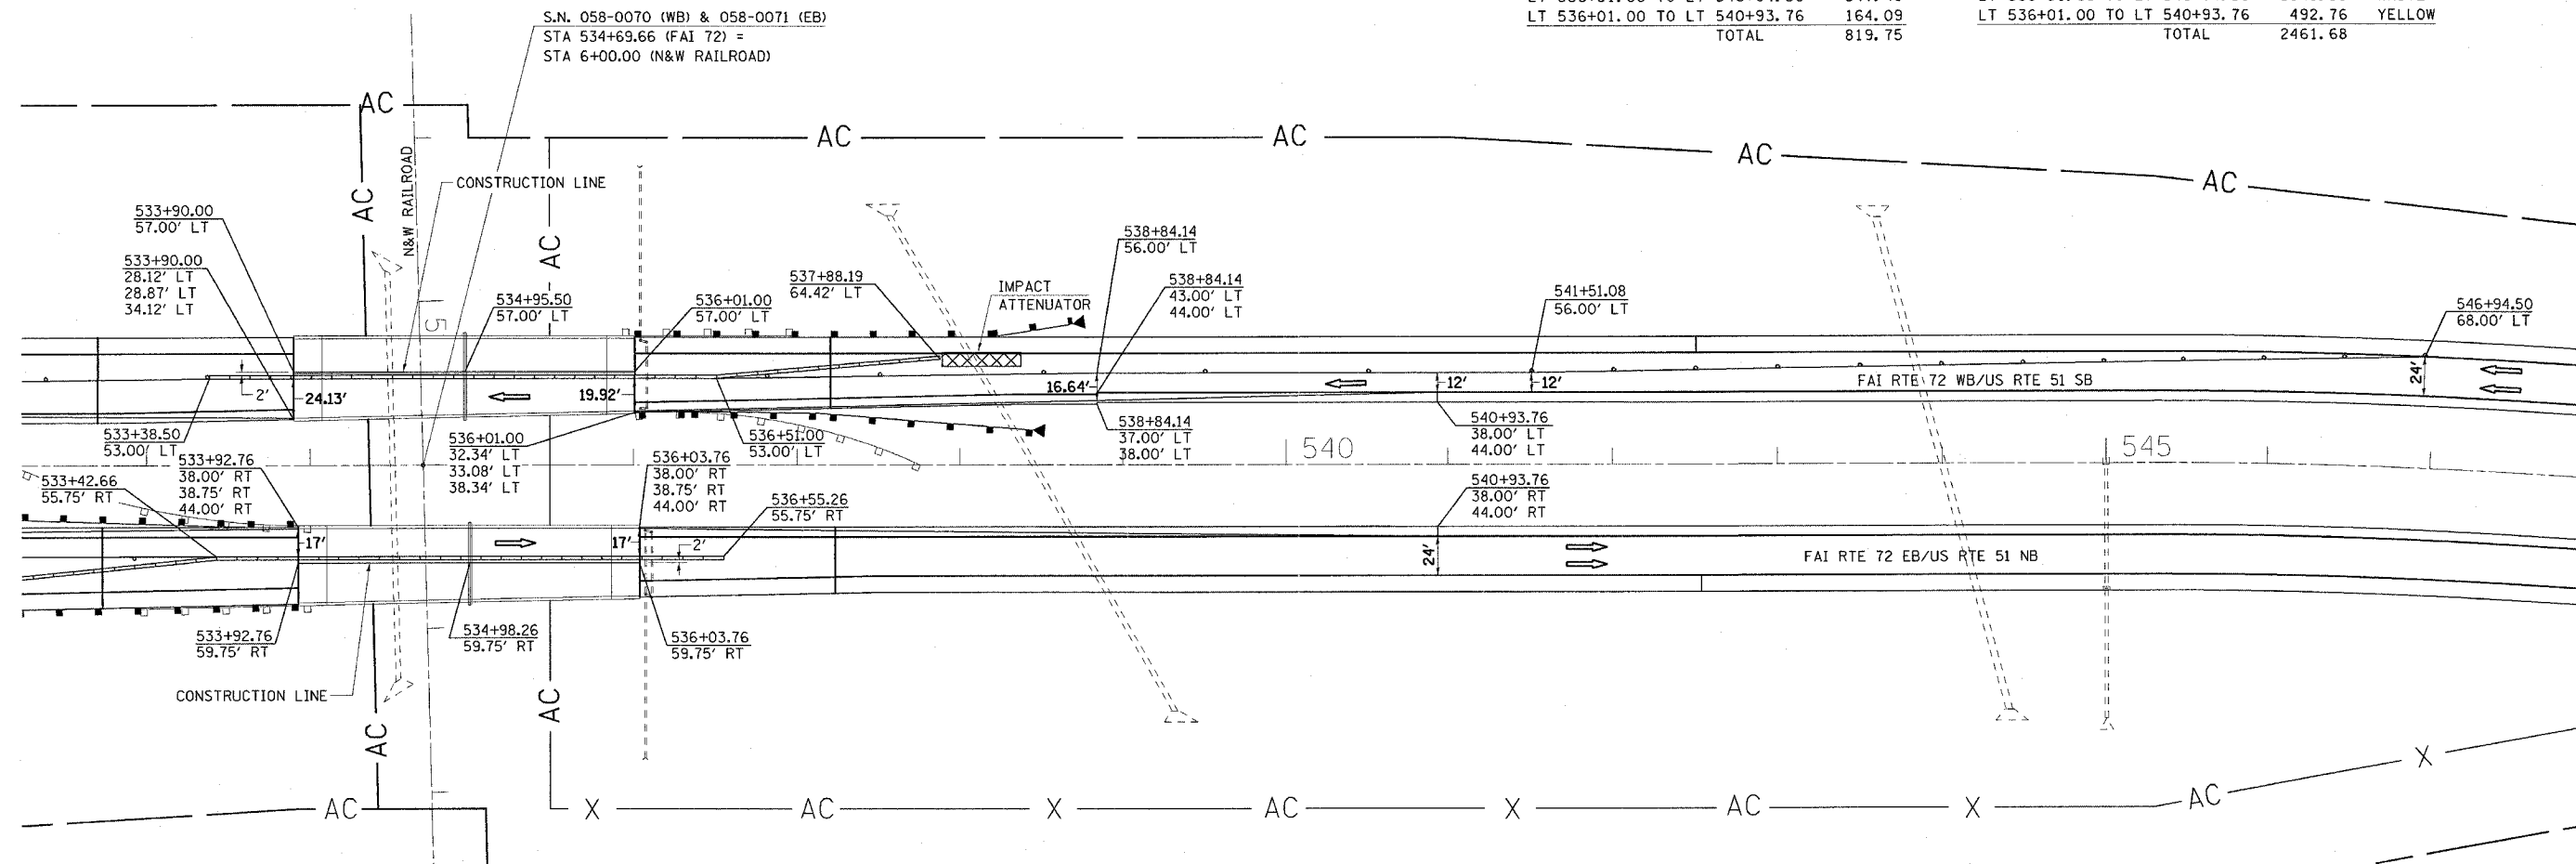 S.N. 058-0070 (WB) & 058-0071 (EB)
STA 534+69.66 (FAI 72) =
STA 6+00.00 (N&W RAILROAD)
LT 536+01.00 TO LT 540+93.76 164.09
TOTAL 819.75
LT 536+01.00 TO LT 540+93.76 492.76 YELLOW
TOTAL 2461.68
AC
AC
AC
AC
AC
AC
AC
N&W RAILROAD
CONSTRUCTION LINE
533+90.00
57.00' LT
533+90.00
28.12' LT
28.87' LT
34.12' LT
534+95.50
57.00' LT
536+01.00
57.00' LT
537+88.19
64.42' LT
IMPACT
ATTENUATOR
538+84.14
56.00' LT
538+84.14
43.00' LT
44.00' LT
541+51.08
56.00' LT
546+94.50
68.00' LT
5
2'
24.13'
19.92'
16.64'
12'
12'
FAI RTE 72 WB/US RTE 51 SB
24'
533+38.50
53.00' LT
536+01.00
32.34' LT
33.08' LT
38.34' LT
536+51.00
53.00' LT
538+84.14
37.00' LT
38.00' LT
540+93.76
38.00' LT
44.00' LT
540
545
533+42.66
55.75' RT
533+92.76
38.00' RT
38.75' RT
44.00' RT
536+03.76
38.00' RT
38.75' RT
44.00' RT
536+55.26
55.75' RT
540+93.76
38.00' RT
44.00' RT
17'
17'
2'
24'
FAI RTE 72 EB/US RTE 51 NB
533+92.76
59.75' RT
534+98.26
59.75' RT
536+03.76
59.75' RT
CONSTRUCTION LINE
AC
AC
AC
X
AC
X
AC
X
AC
X
AC
X